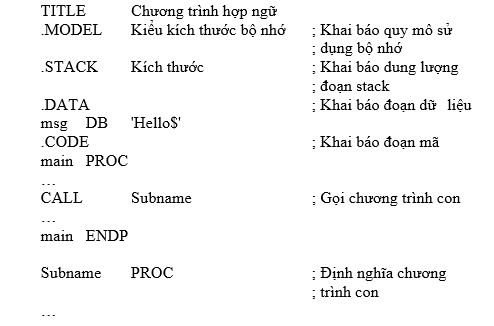 TITLE Chương trình hợp ngữ
.MODEL Kiểu kích thước bộ nhớ ; Khai báo quy mô sử
; dụng bộ nhớ
.STACK Kích thước ; Khai báo dung lượng
; đoạn stack
.DATA ; Khai báo đoạn dữ liệu
msg DB 'Hello$'
.CODE ; Khai báo đoạn mã
main PROC
…
CALL Subname ; Gọi chương trình con
…
main ENDP
Subname PROC ; Định nghĩa chương
; trình con
…